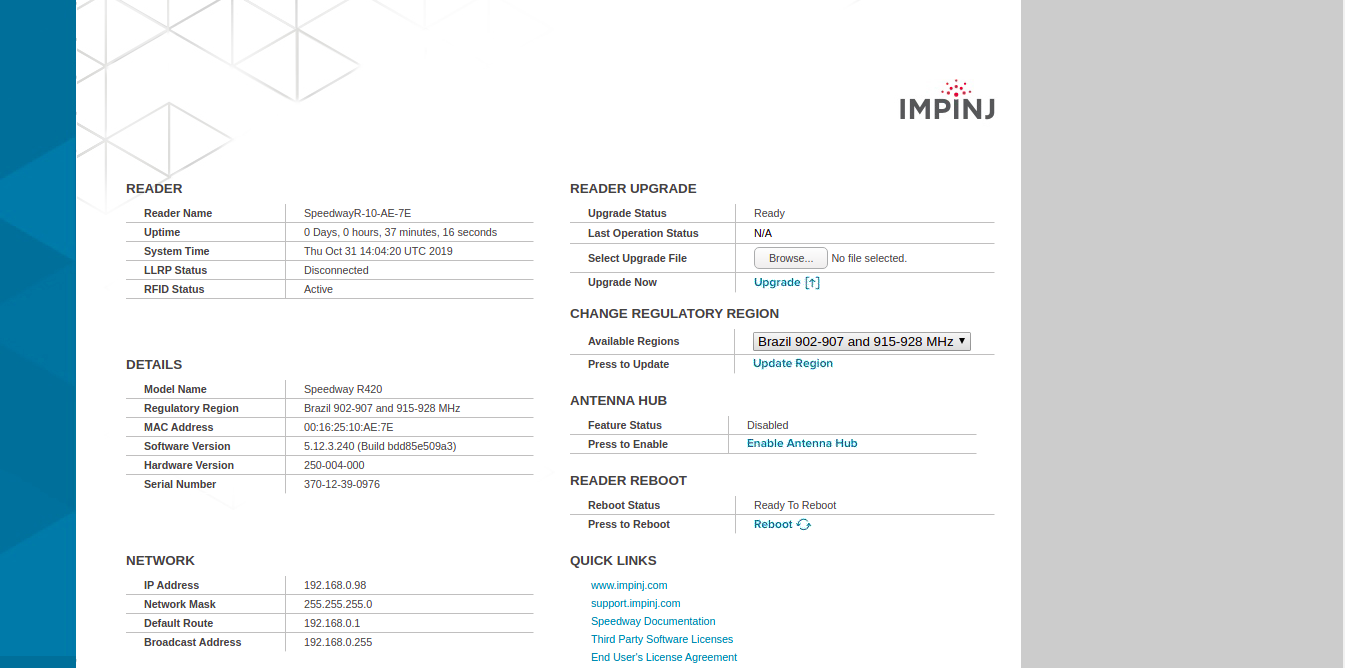 IMPINJ
READER
Reader Name SpeedwayR-10-AE-7E
Uptime 0 Days, 0 hours, 37 minutes, 16 seconds
System Time Thu Oct 31 14:04:20 UTC 2019
LLRP Status Disconnected
RFID Status Active
DETAILS
Model Name Speedway R420
Regulatory Region Brazil 902-907 and 915-928 MHz
MAC Address 00:16:25:10:AE:7E
Software Version 5.12.3.240 (Build bdd85e509a3)
Hardware Version 250-004-000
Serial Number 370-12-39-0976
NETWORK
IP Address 192.168.0.98
Network Mask 255.255.255.0
Default Route 192.168.0.1
Broadcast Address 192.168.0.255
READER UPGRADE
Upgrade Status Ready
Last Operation Status N/A
Select Upgrade File Browse... No file selected.
Upgrade Now Upgrade
CHANGE REGULATORY REGION
Available Regions Brazil 902-907 and 915-928 MHz
Press to Update Update Region
ANTENNA HUB
Feature Status Disabled
Press to Enable Enable Antenna Hub
READER REBOOT
Reboot Status Ready To Reboot
Press to Reboot Reboot
QUICK LINKS
www.impinj.com
support.impinj.com
Speedway Documentation
Third Party Software Licenses
End User's License Agreement